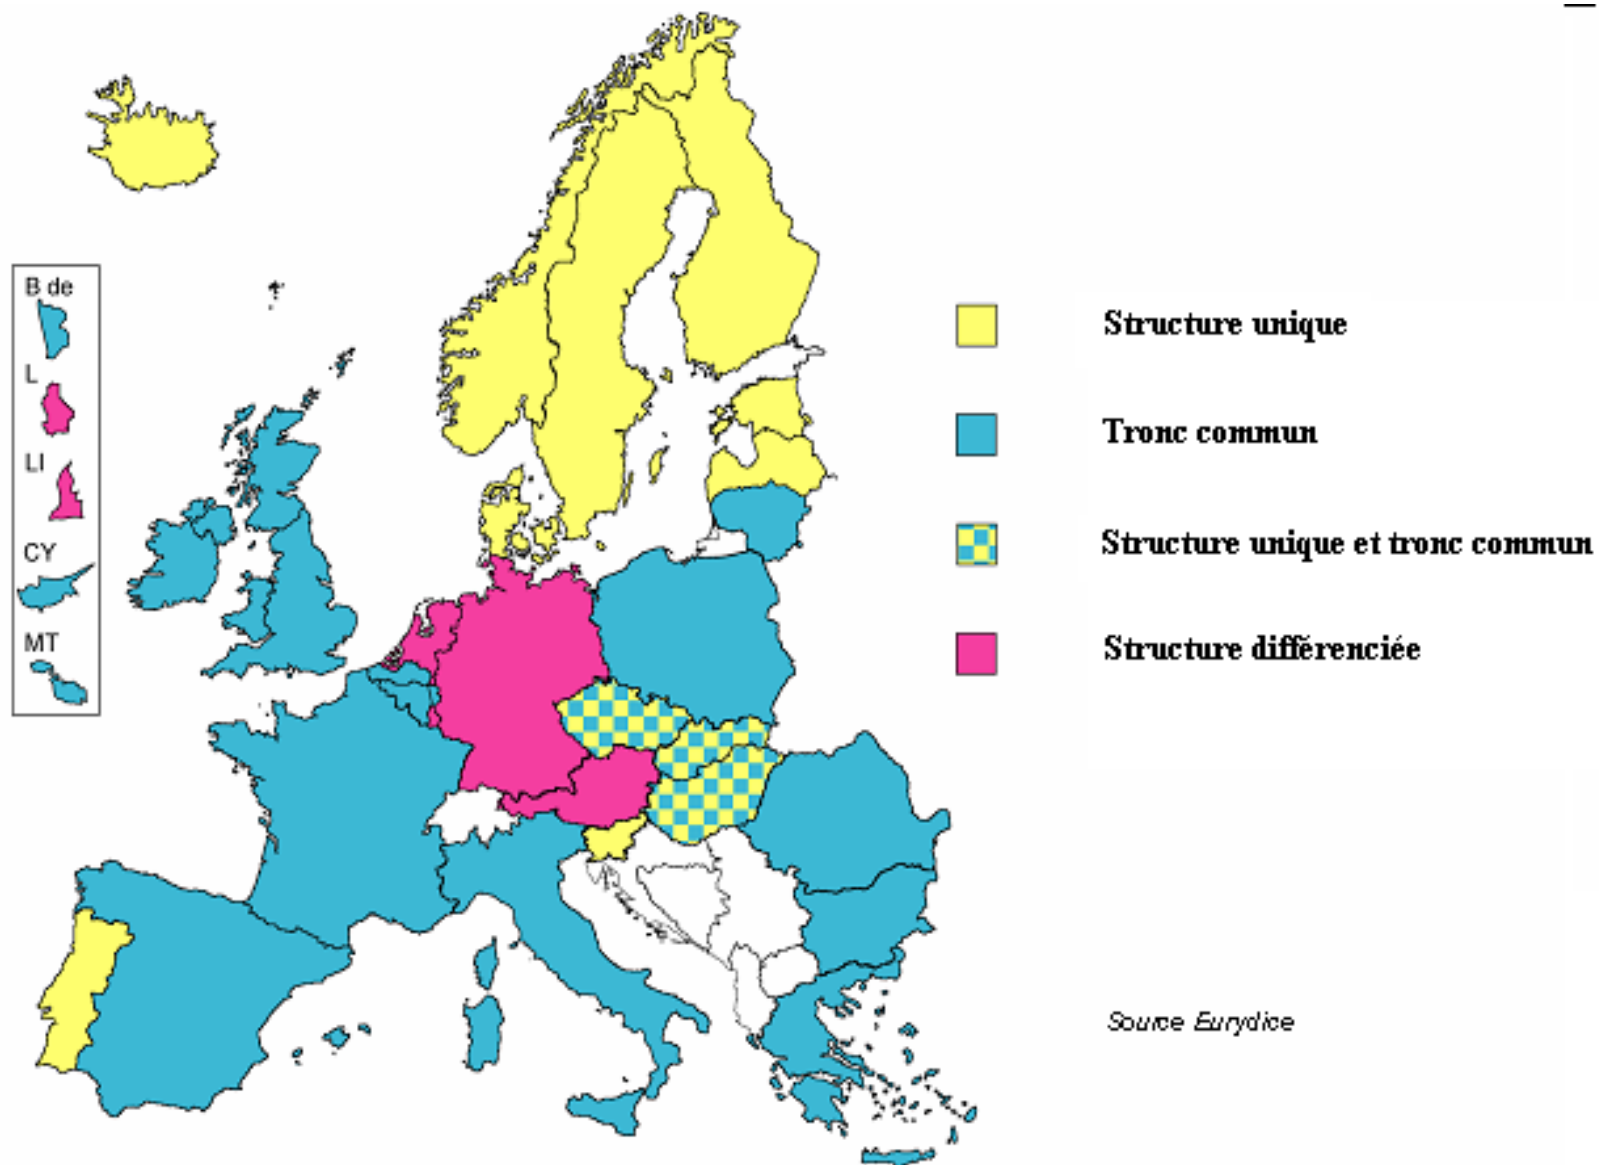 B de
L
LI
CY
MT
Structure unique
Tronc commun
Structure unique et tronc commun
Structure différenciée
Source Eurydice